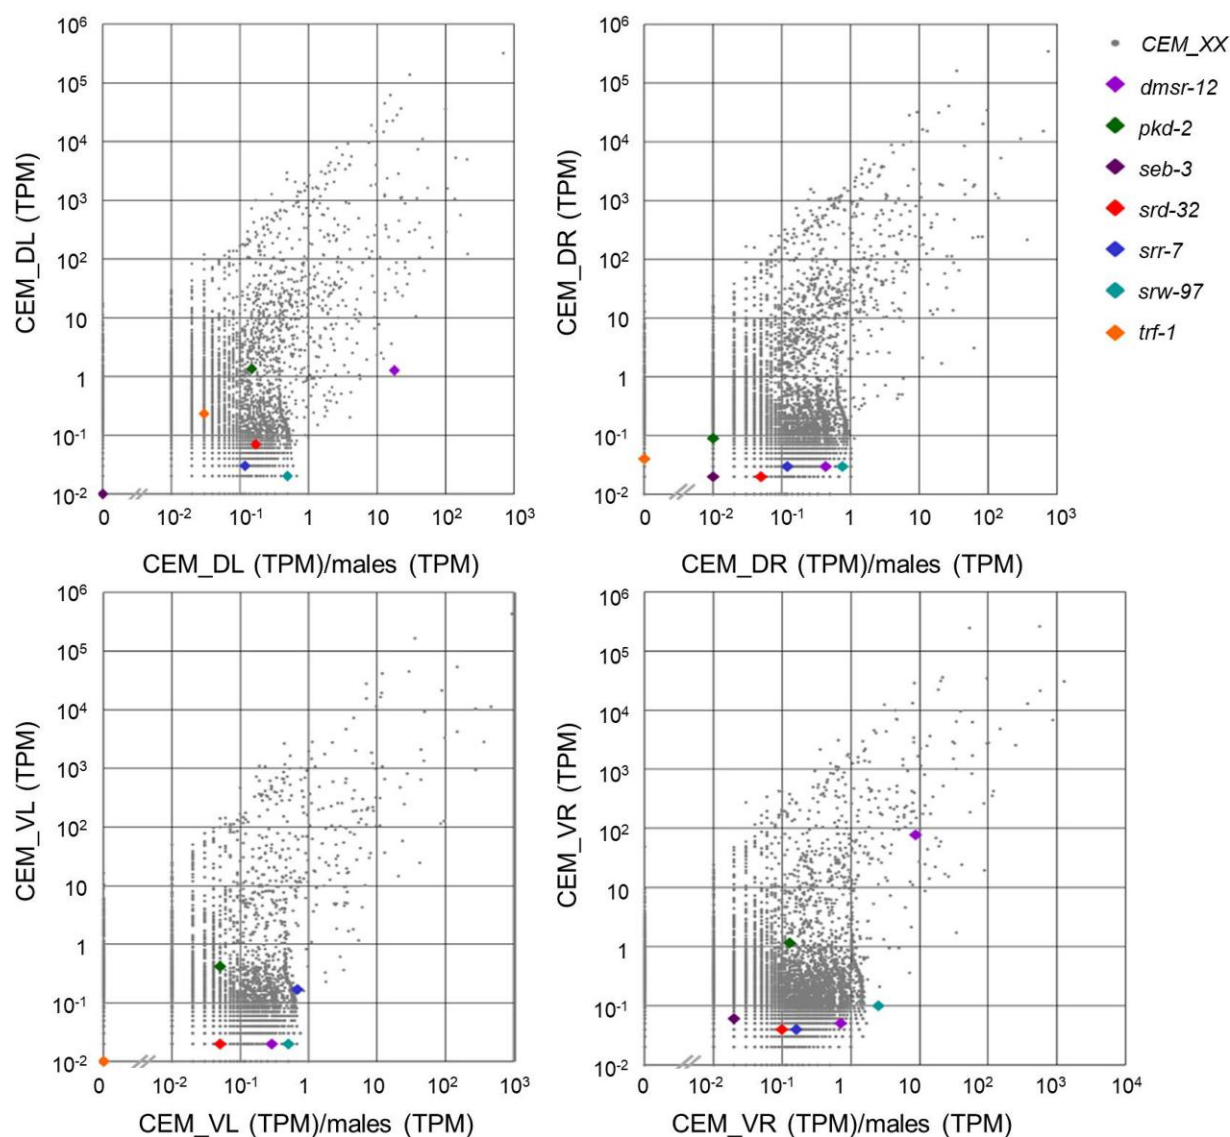 10⁶
10⁵
10⁴
10³
10²
10
1
10⁻¹
10⁻²
CEM_DL (TPM)
0 10⁻² 10⁻¹ 1 10 10² 10³
CEM_DL (TPM)/males (TPM)
10⁶
10⁵
10⁴
10³
10²
10
1
10⁻¹
10⁻²
CEM_DR (TPM)
0 10⁻² 10⁻¹ 1 10 10² 10³
CEM_DR (TPM)/males (TPM)
CEM_XX
dmsr-12
pkd-2
seb-3
srd-32
srr-7
srw-97
trf-1
10⁶
10⁵
10⁴
10³
10²
10
1
10⁻¹
10⁻²
CEM_VL (TPM)
0 10⁻² 10⁻¹ 1 10 10² 10³
CEM_VL (TPM)/males (TPM)
10⁶
10⁵
10⁴
10³
10²
10
1
10⁻¹
10⁻²
CEM_VR (TPM)
0 10⁻² 10⁻¹ 1 10 10² 10³ 10⁴
CEM_VR (TPM)/males (TPM)